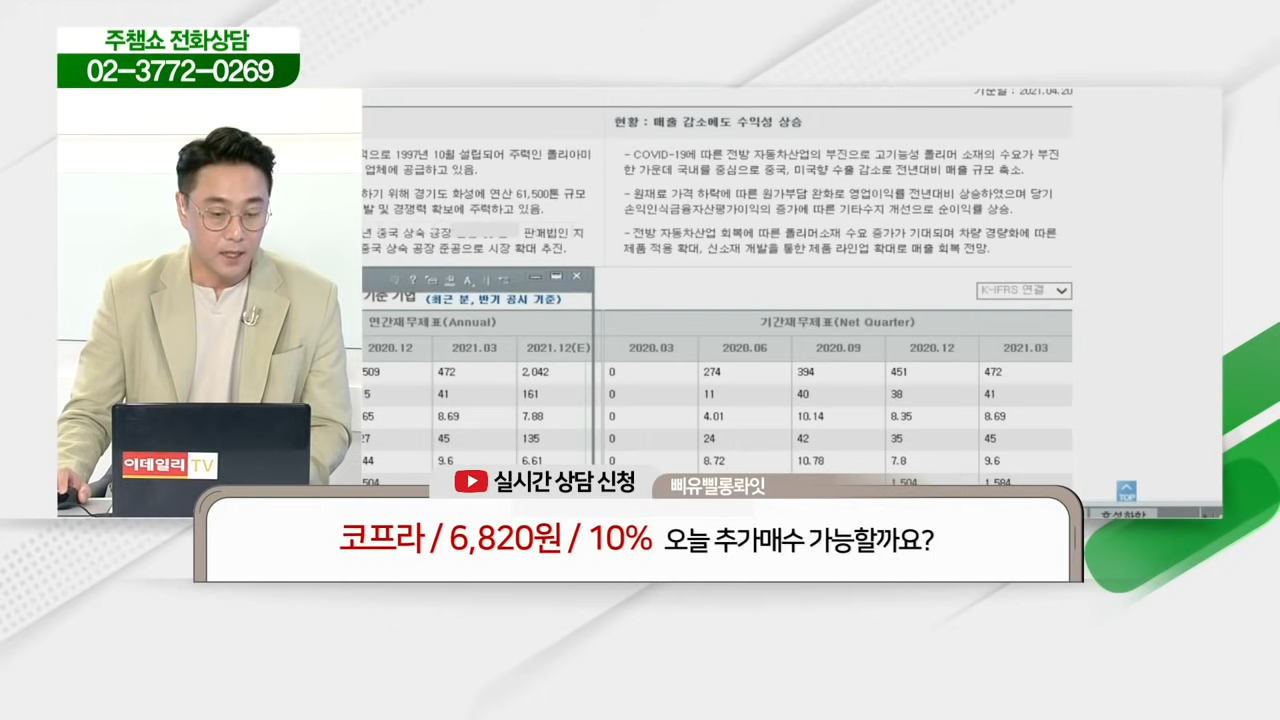 주챔쇼 전화상담
02-3772-0269
기준일 : 2021.04.20
현황 : 매출 감소에도 수익성 상승
적으로 1997년 10월 설립되어 주력인 폴리아미
업체에 공급하고 있음.
하기 위해 경기도 화성에 연산 61,500톤 규모
발 및 경쟁력 확보에 주력하고 있음.
년 중국 상숙 공장 판매법인 지
중국 상숙 공장 준공으로 시장 확대 추진.
- COVID-19에 따른 전방 자동차산업의 부진으로 고기능성 폴리머 소재의 수요가 부진
한 가운데 국내를 중심으로 중국, 미국향 수출 감소로 전년대비 매출 규모 축소.
- 원재료 가격 하락에 따른 원가부담 완화로 영업이익률 전년대비 상승하였으며 당기
손익인식금융자산평가이익의 증가에 따른 기타수지 개선으로 순이익률 상승.
- 전방 자동차산업 회복에 따른 폴리머소재 수요 증가가 기대되며 차량 경량화에 따른
제품 적용 확대, 신소재 개발을 통한 제품 라인업 확대로 매출 회복 전망.
K-IFRS 연결
기준 기업 (최근 분, 반기 공시 기준)
연간재무제표(Annual) 기간재무제표(Net Quarter)
2020.12 2021.03 2021.12(E) 2020.03 2020.06 2020.09 2020.12 2021.03
509 472 2,042 0 274 394 451 472
5 41 161 0 11 40 38 41
65 8.69 7.88 0 4.01 10.14 8.35 8.69
27 45 135 0 24 42 35 45
44 9.6 6.61 0 8.72 10.78 7.8 9.6
504 1,504 1,584
TOP
이데일리 TV
실시간 상담 신청
삐유삘롱롸잇
코프라 / 6,820원 / 10% 오늘 추가매수 가능할까요?